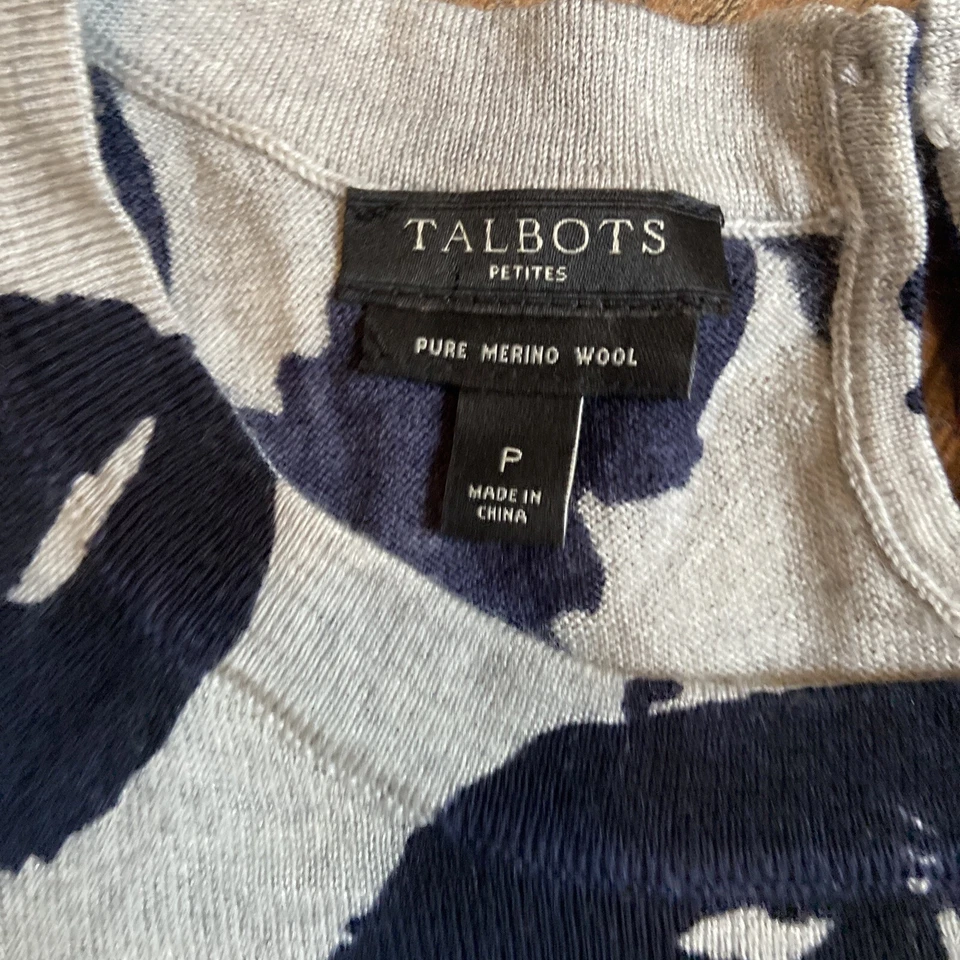 TALBOTS
PETITES
PURE MERINO WOOL
P
MADE IN
CHINA